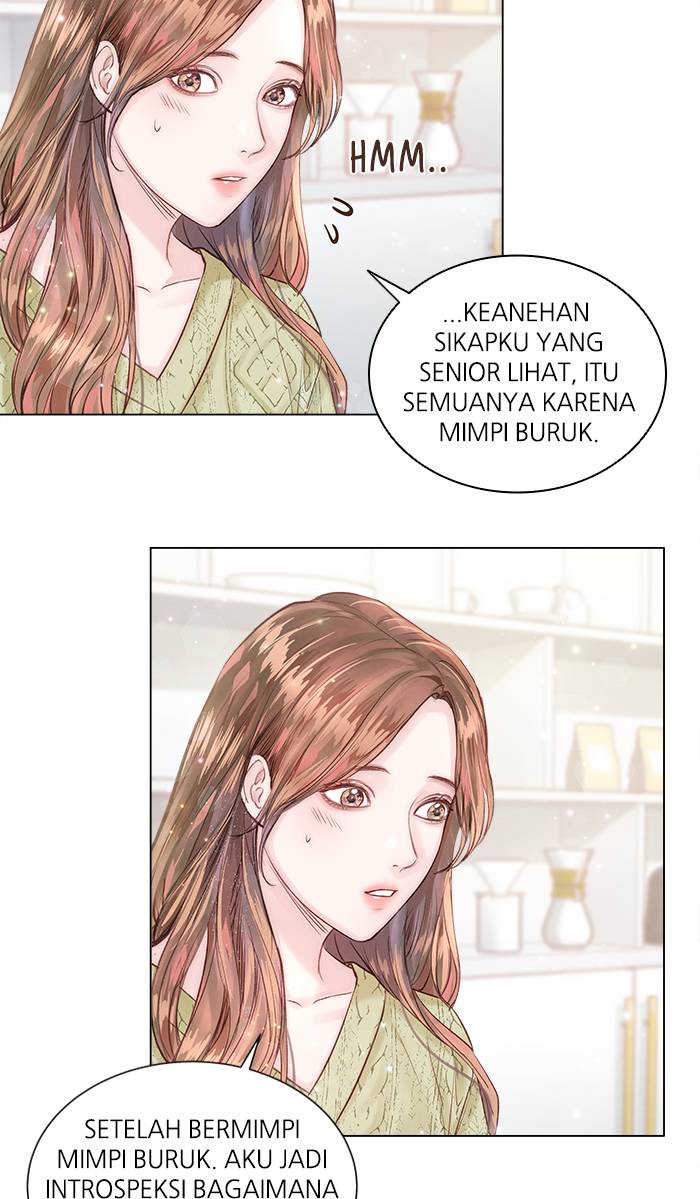 HMM..
...KEANEHAN
SIKAPKU YANG
SENIOR LIHAT, ITU
SEMUANYA KARENA
MIMPI BURUK.
SETELAH BERMIMPI
MIMPI BURUK. AKU JADI
INTROSPEKSI BAGAIMANA